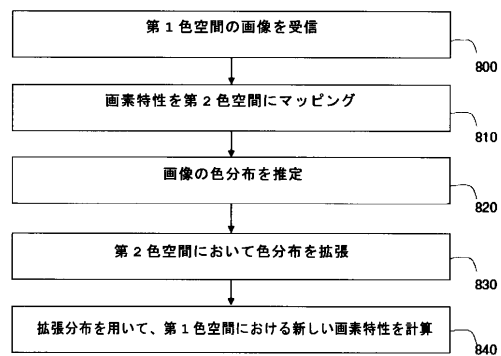 第1色空間の画像を受信
800
画素特性を第2色空間にマッピング
810
画像の色分布を推定
820
第2色空間において色分布を拡張
830
拡張分布を用いて、第1色空間における新しい画素特性を計算
840